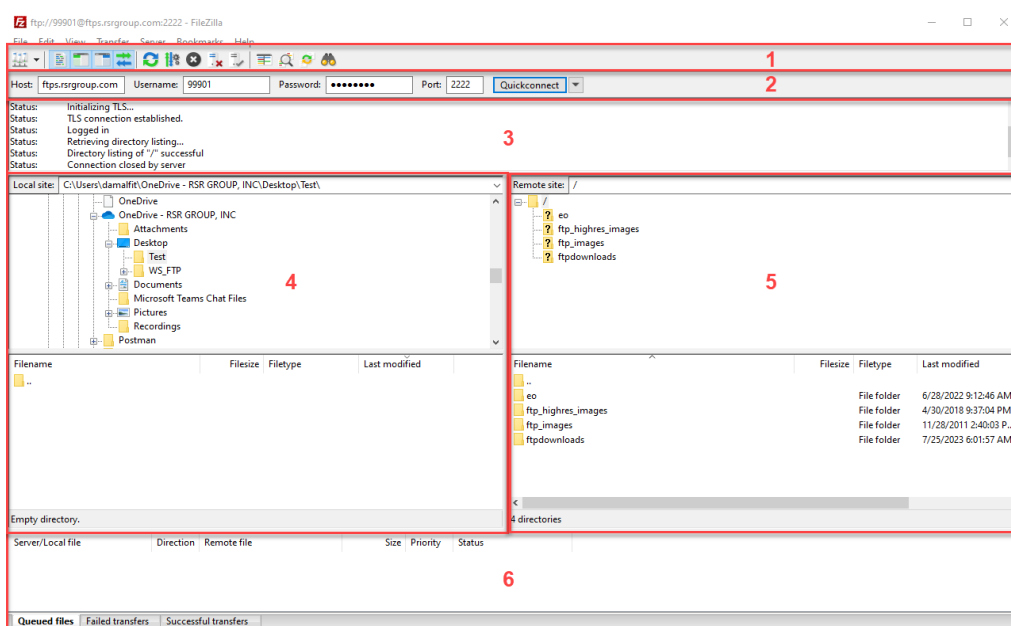 ftp://99901@ftps.rsrgroup.com:2222 - FileZilla
File Edit View Transfer Server Bookmarks Help
1
Host: ftps.rsrgroup.com Username: 99901 Password: ●●●●●●●● Port: 2222 Quickconnect
2
Status: Initializing TLS...
Status: TLS connection established.
Status: Logged in
Status: Retrieving directory listing...
Status: Directory listing of "/" successful
Status: Connection closed by server
3
Local site: C:\Users\damalfit\OneDrive - RSR GROUP, INC\Desktop\Test\
OneDrive
OneDrive - RSR GROUP, INC
Attachments
Desktop
Test
WS_FTP
Documents
Microsoft Teams Chat Files
Pictures
Recordings
Postman
4
Filename Filesize Filetype Last modified
..
Empty directory.
Remote site: /
/
? eo
? ftp_highres_images
? ftp_images
? ftpdownloads
5
Filename Filesize Filetype Last modified
..
eo File folder 6/28/2022 9:12:46 AM
ftp_highres_images File folder 4/30/2018 9:37:04 PM
ftp_images File folder 11/28/2011 2:40:03 P...
ftpdownloads File folder 7/25/2023 6:01:57 AM
4 directories
Server/Local file Direction Remote file Size Priority Status
6
Queued files Failed transfers Successful transfers